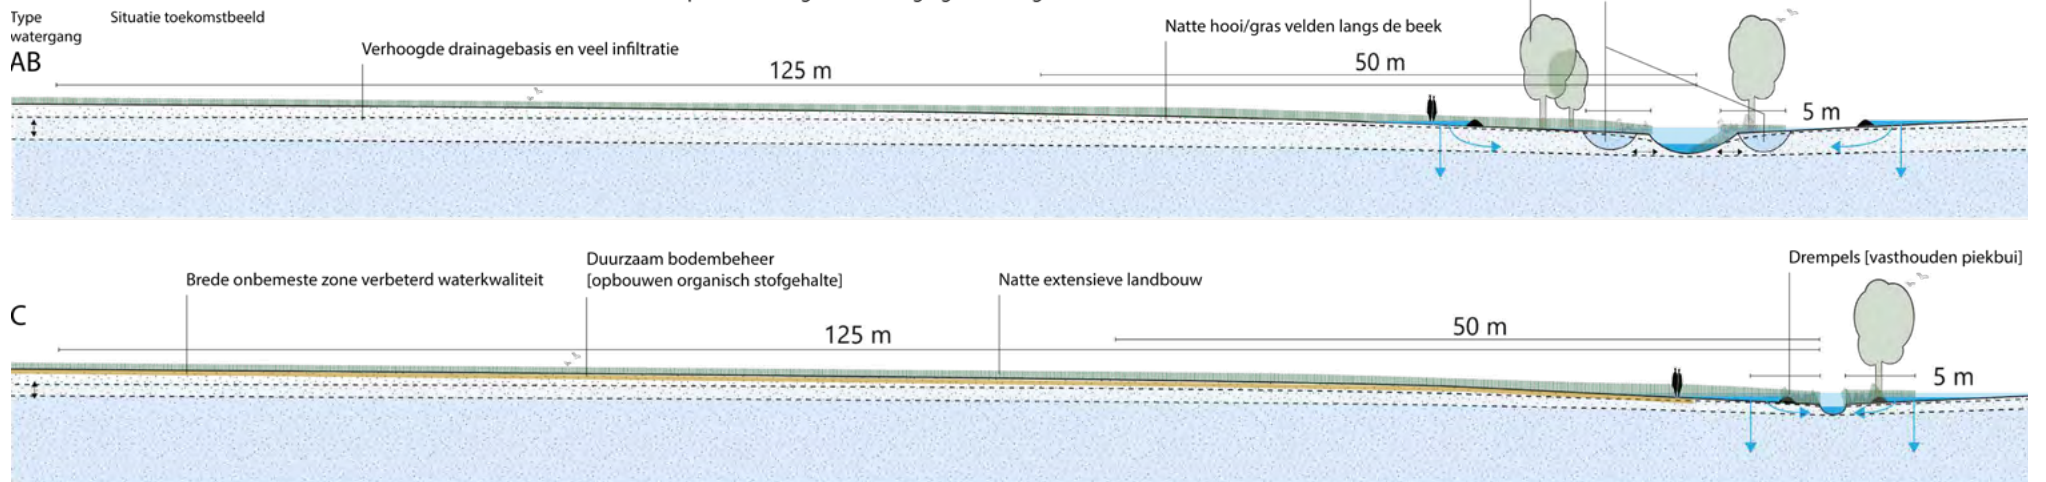 Type
watergang
Situatie toekomstbeeld
AB
Verhoogde drainagebasis en veel infiltratie
Natte hooi/gras velden langs de beek
125 m
50 m
5 m
Brede onbemeste zone verbeterd waterkwaliteit
Duurzaam bodembeheer
[opbouwen organisch stofgehalte]
Natte extensieve landbouw
Drempels [vasthouden piekbui]
C
125 m
50 m
5 m